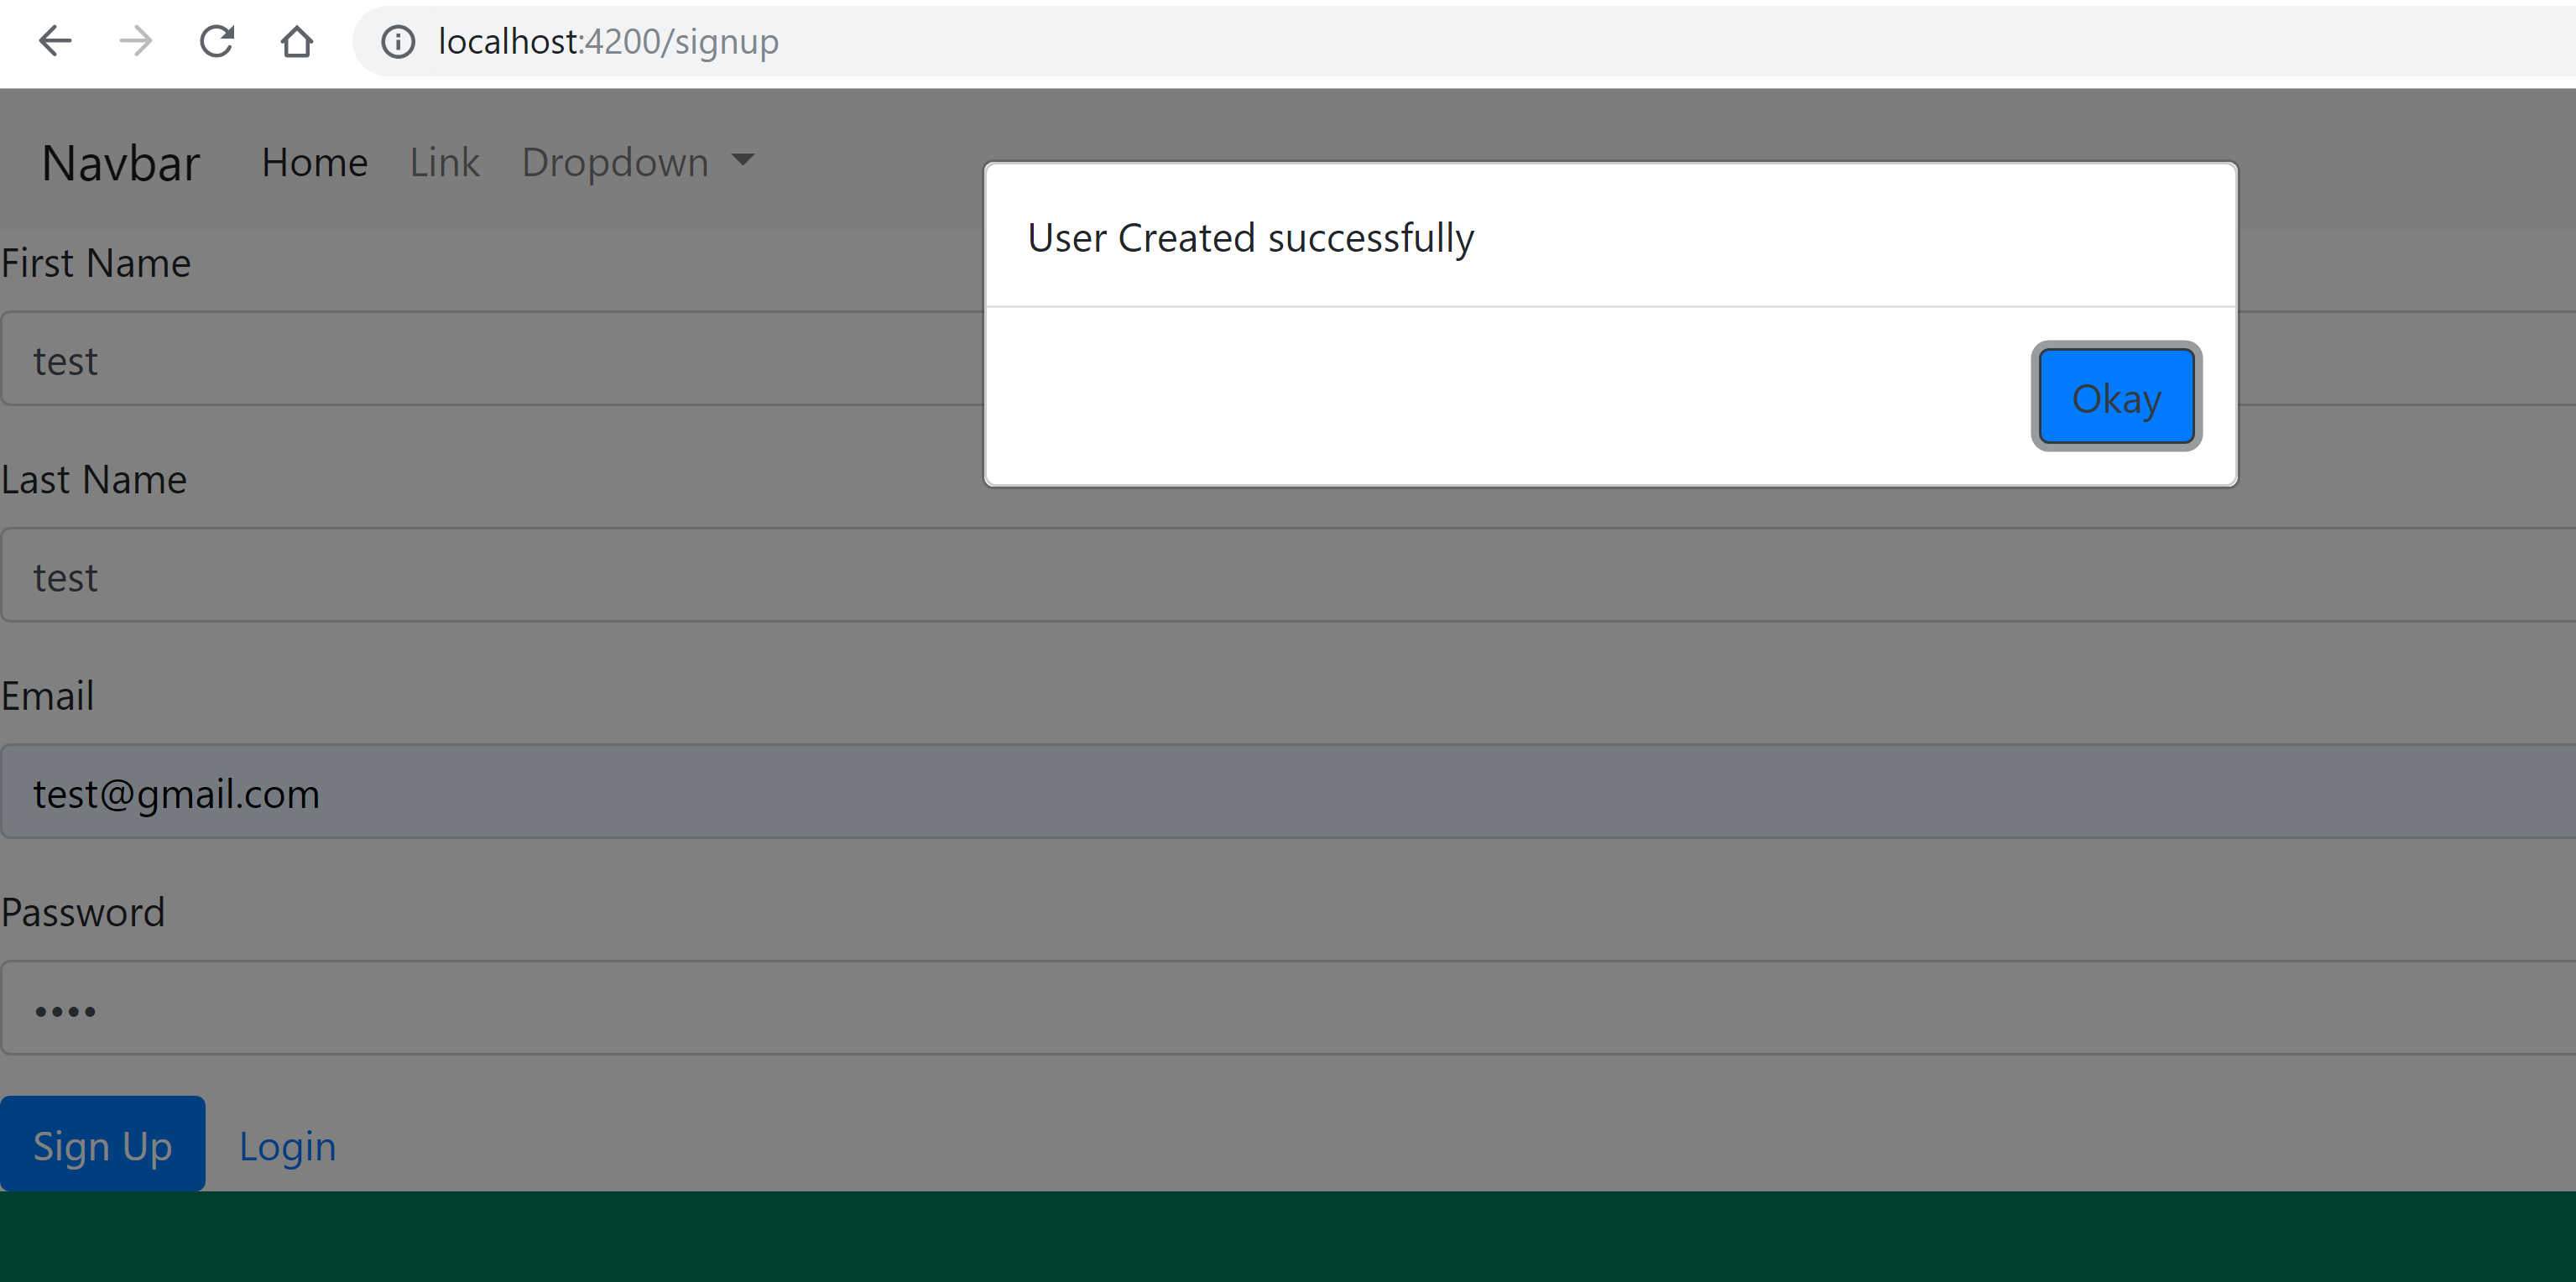 localhost:4200/signup
Navbar Home Link Dropdown
User Created successfully
Okay
First Name
test
Last Name
test
Email
test@gmail.com
Password
••••
Sign Up Login